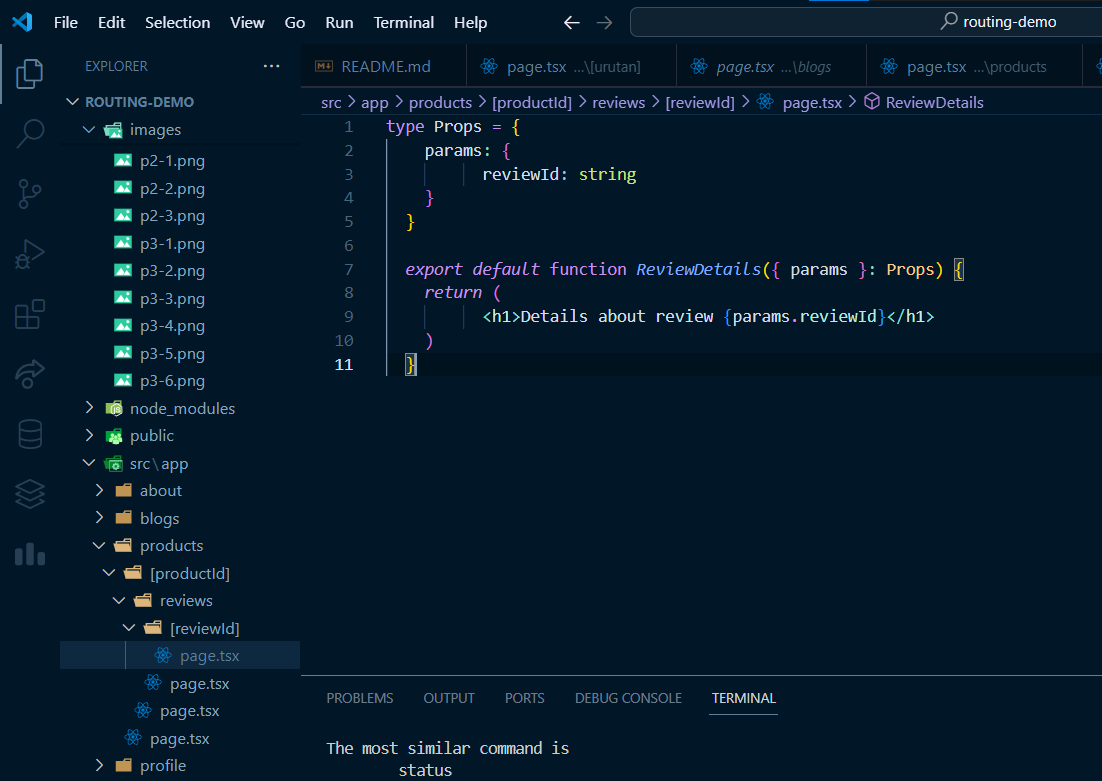 File Edit Selection View Go Run Terminal Help routing-demo
EXPLORER
README.md page.tsx ...\[urutan] page.tsx ...\blogs page.tsx ...\products
src > app > products > [productId] > reviews > [reviewId] > page.tsx > ReviewDetails
ROUTING-DEMO
images
p2-1.png
p2-2.png
p2-3.png
p3-1.png
p3-2.png
p3-3.png
p3-4.png
p3-5.png
p3-6.png
node_modules
public
src\app
about
blogs
products
[productId]
reviews
[reviewId]
page.tsx
page.tsx
page.tsx
page.tsx
profile
1 type Props = {
2 params: {
3 reviewId: string
4 }
5 }
6
7 export default function ReviewDetails({ params }: Props) {
8 return (
9 <h1>Details about review {params.reviewId}</h1>
10 )
11 }
PROBLEMS OUTPUT PORTS DEBUG CONSOLE TERMINAL
The most similar command is
status